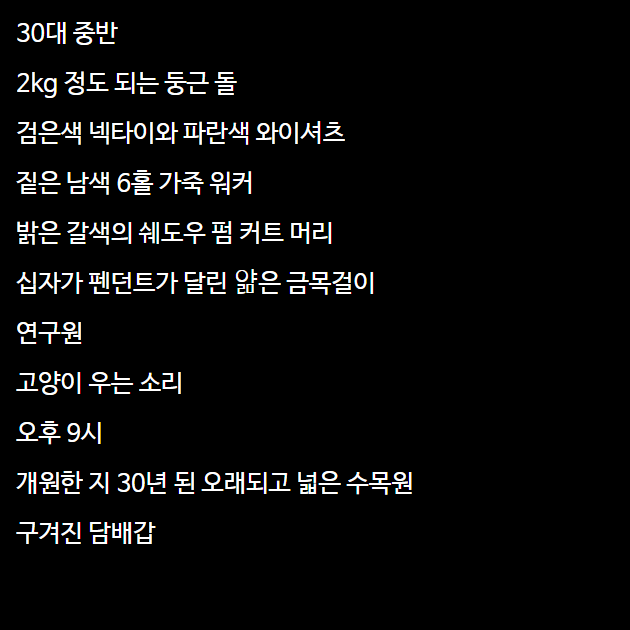 30대 중반
2kg 정도 되는 둥근 돌
검은색 넥타이와 파란색 와이셔츠
짙은 남색 6홀 가죽 워커
밝은 갈색의 쉐도우 펌 커트 머리
십자가 펜던트가 달린 얆은 금목걸이
연구원
고양이 우는 소리
오후 9시
개원한 지 30년 된 오래되고 넓은 수목원
구겨진 담배갑